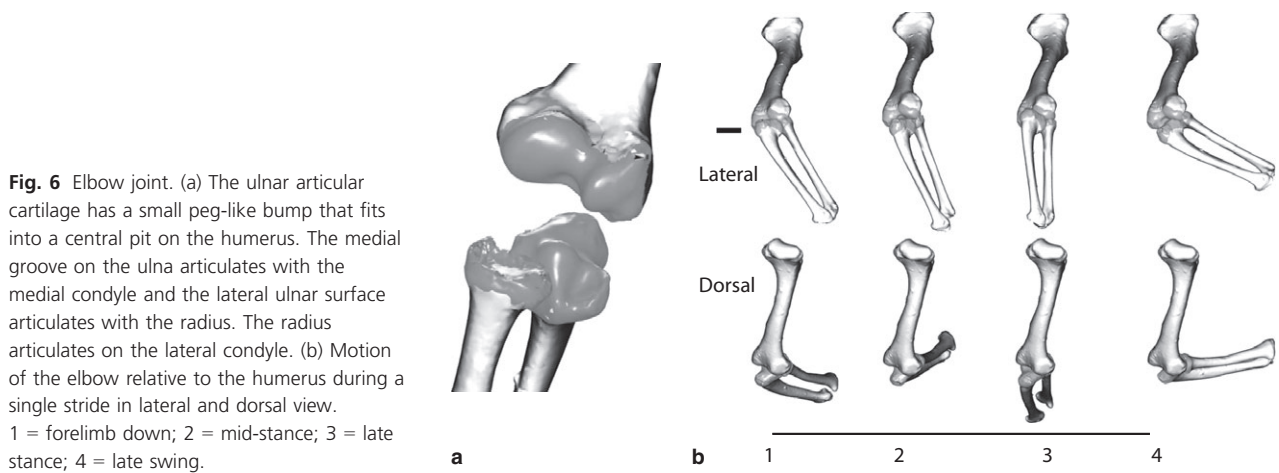 Fig. 6 Elbow joint. (a) The ulnar articular
cartilage has a small peg-like bump that fits
into a central pit on the humerus. The medial
groove on the ulna articulates with the
medial condyle and the lateral ulnar surface
articulates with the radius. The radius
articulates on the lateral condyle. (b) Motion
of the elbow relative to the humerus during a
single stride in lateral and dorsal view.
1 = forelimb down; 2 = mid-stance; 3 = late
stance; 4 = late swing.
a
Lateral
Dorsal
b
1 2 3 4